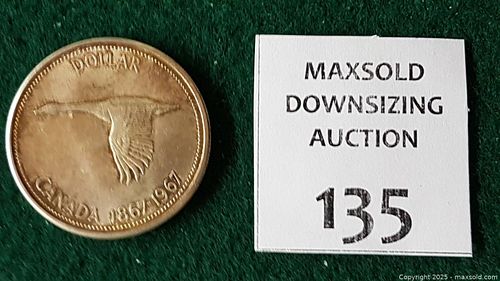 DOLLAR
CANADA 1867 1967
MAXSOLD
DOWNSIZING
AUCTION
135
Copyright © 2025 - maxsold.com